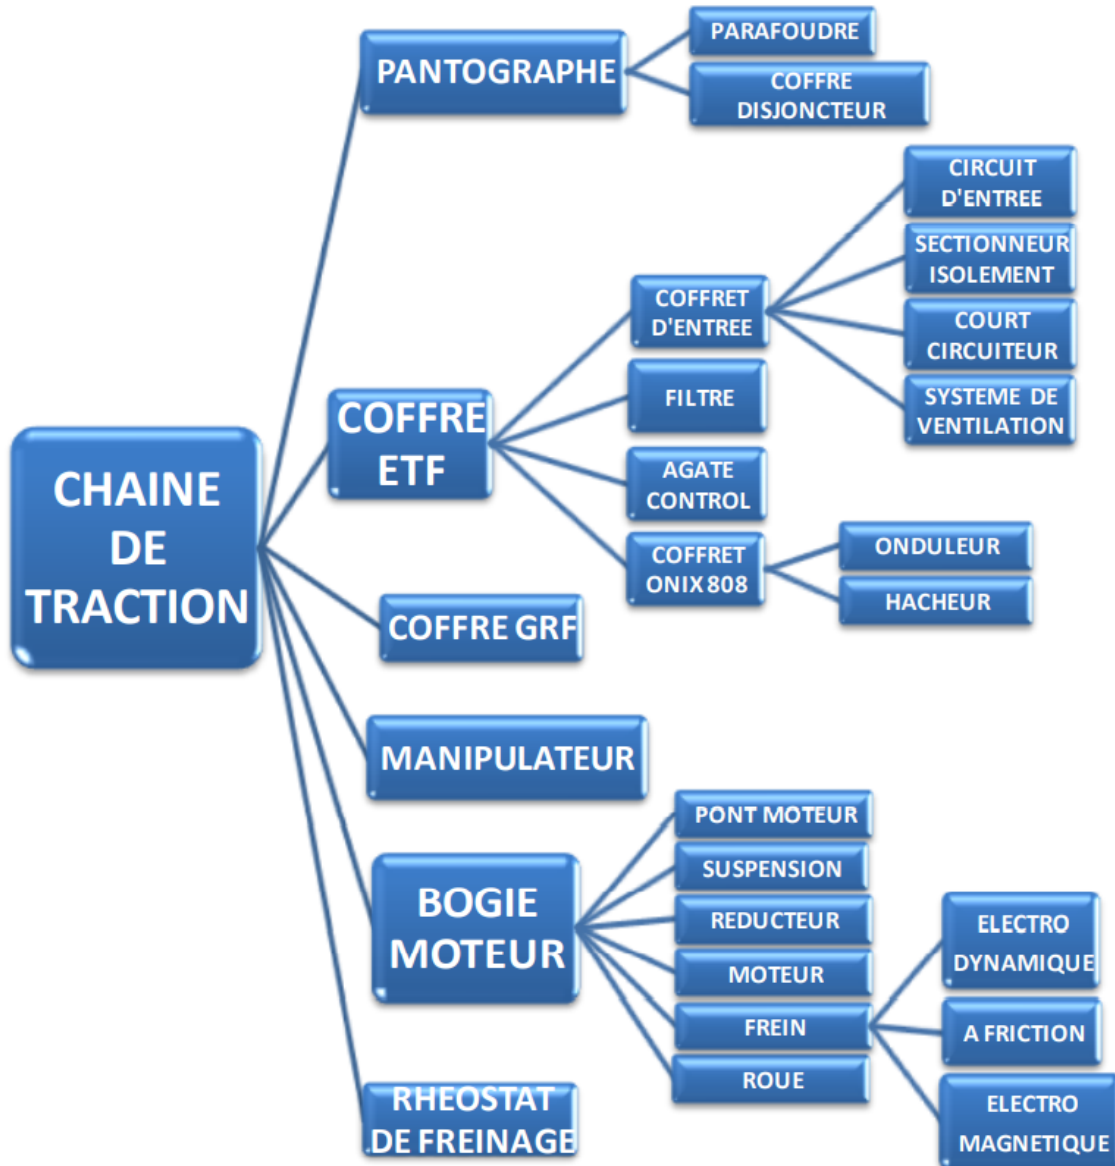 CHAINE
DE
TRACTION
PANTOGRAPHE
PARAFOUDRE
COFFRE
DISJONCTEUR
COFFRE
ETF
COFFRET
D'ENTREE
CIRCUIT
D'ENTREE
SECTIONNEUR
ISOLEMENT
COURT
CIRCUITEUR
SYSTEME DE
VENTILATION
FILTRE
AGATE
CONTROL
COFFRET
ONIX 808
ONDULEUR
HACHEUR
COFFRE GRF
MANIPULATEUR
BOGIE
MOTEUR
PONT MOTEUR
SUSPENSION
REDUCTEUR
MOTEUR
FREIN
ELECTRO
DYNAMIQUE
A FRICTION
ELECTRO
MAGNETIQUE
ROUE
RHEOSTAT
DE FREINAGE